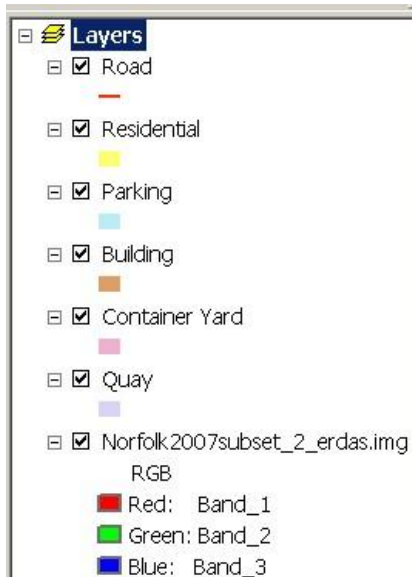 Layers
Road
Residential
Parking
Building
Container Yard
Quay
Norfolk2007subset_2_erdas.img
RGB
Red: Band_1
Green: Band_2
Blue: Band_3